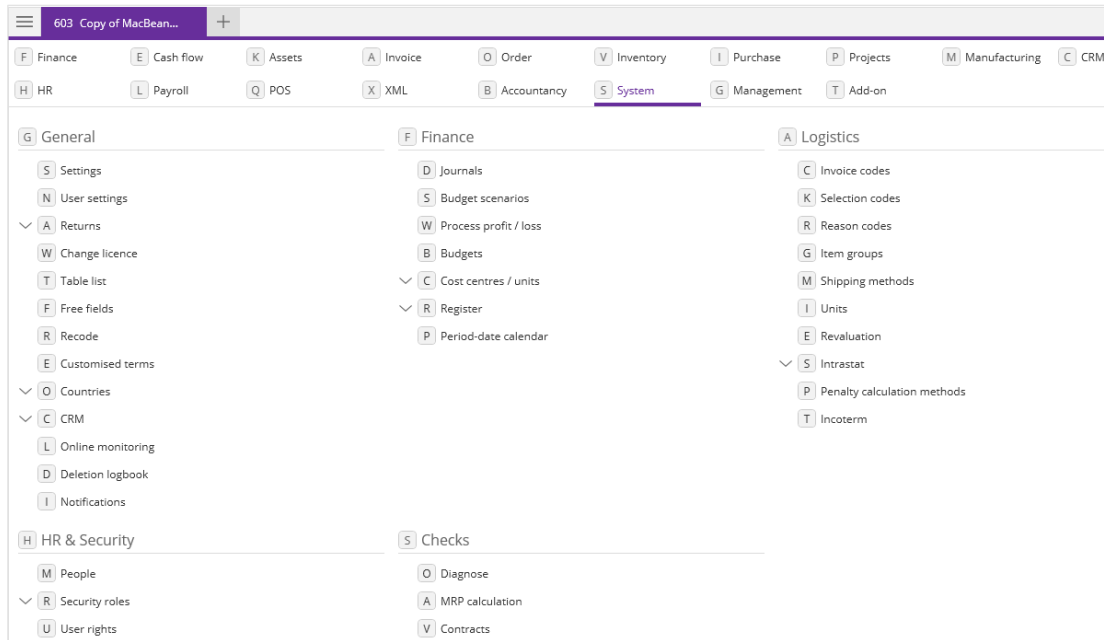 603 Copy of MacBean... +
F Finance E Cash flow K Assets A Invoice O Order V Inventory I Purchase P Projects M Manufacturing C CRM
H HR L Payroll Q POS X XML B Accountancy S System G Management T Add-on
G General
S Settings
N User settings
A Returns
W Change licence
T Table list
F Free fields
R Recode
E Customised terms
O Countries
C CRM
L Online monitoring
D Deletion logbook
I Notifications
F Finance
D Journals
S Budget scenarios
W Process profit / loss
B Budgets
C Cost centres / units
R Register
P Period-date calendar
A Logistics
C Invoice codes
K Selection codes
R Reason codes
G Item groups
M Shipping methods
I Units
E Revaluation
S Intrastat
P Penalty calculation methods
T Incoterm
H HR & Security
M People
R Security roles
U User rights
S Checks
O Diagnose
A MRP calculation
V Contracts